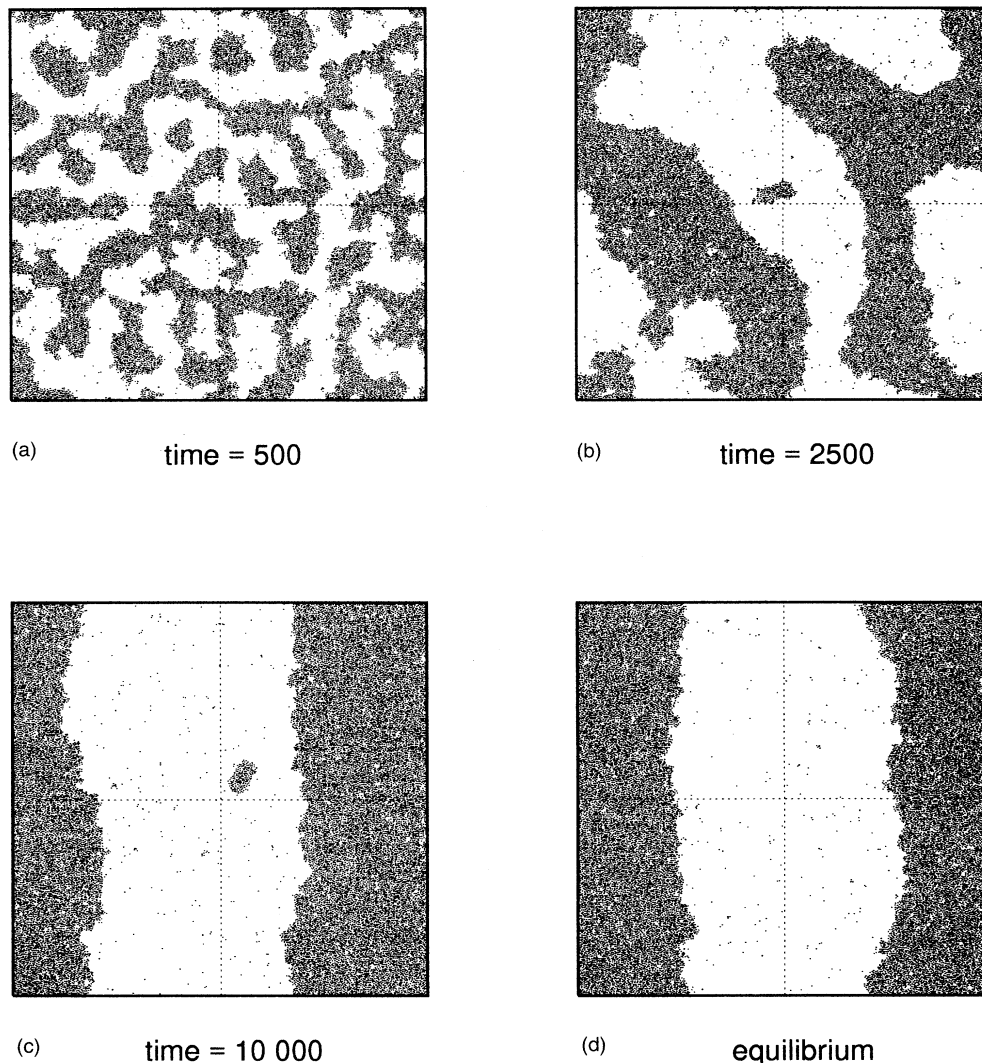 (a) time = 500
(b) time = 2500
(c) time = 10 000
(d) equilibrium